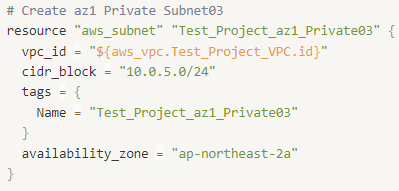 # Create az1 Private Subnet03
resource "aws_subnet" "Test_Project_az1_Private03" {
  vpc_id = "${aws_vpc.Test_Project_VPC.id}"
  cidr_block = "10.0.5.0/24"
  tags = {
    Name = "Test_Project_az1_Private03"
  }
  availability_zone = "ap-northeast-2a"
}